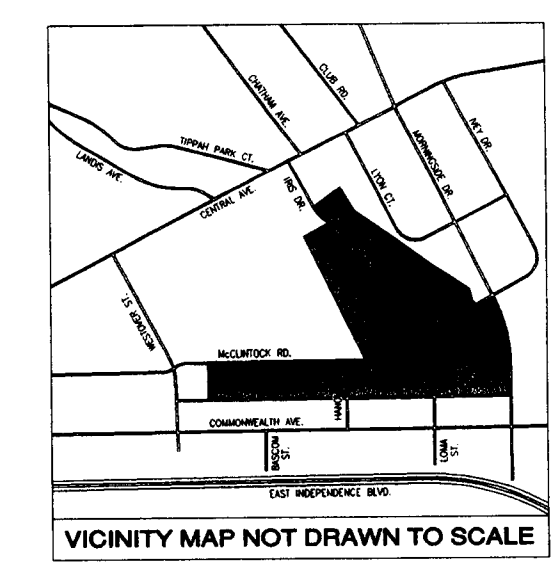 CHATHAM AVE.
CLUB RD.
TIPPAH PARK CT.
LANDIS AVE.
CENTRAL AVE.
IRIS DR.
LYON CT.
MORNINGSIDE DR.
IVEY DR.
WESTOVER ST.
McCLINTOCK RD.
COMMONWEALTH AVE.
BASCOM
ST.
LOMA
ST.
EAST INDEPENDENCE BLVD.
VICINITY MAP NOT DRAWN TO SCALE